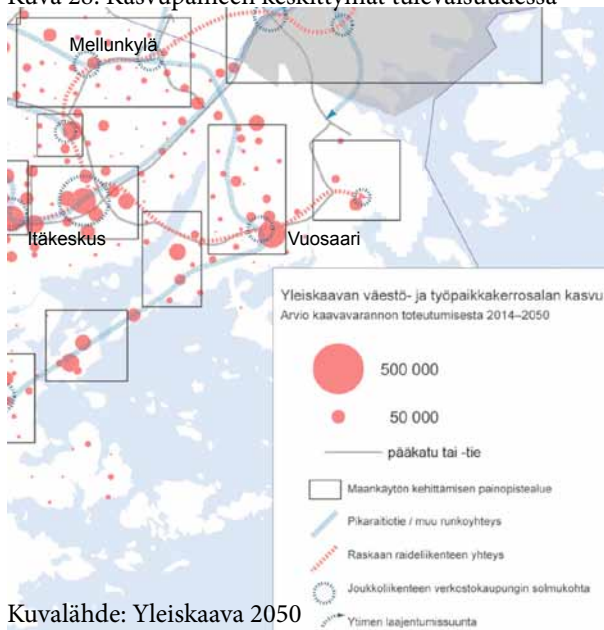 Kuva 28. Kasvupaineen keskittymät tulevaisuudessa
Mellunkylä
Itäkeskus
Vuosaari
Yleiskaavan väestö- ja työpaikkakerrosalan kasvu
Arvio kaavavarannon toteutumisesta 2014–2050
500 000
50 000
pääkatu tai -tie
Maankäytön kehittämisen painopistealue
Pikaraitiotie / muu runkoyhteys
Raskaan raideliikenteen yhteys
Joukkoliikenteen verkostokaupungin solmukohta
Ytimen laajentumissuunta
Kuvalähde: Yleiskaava 2050